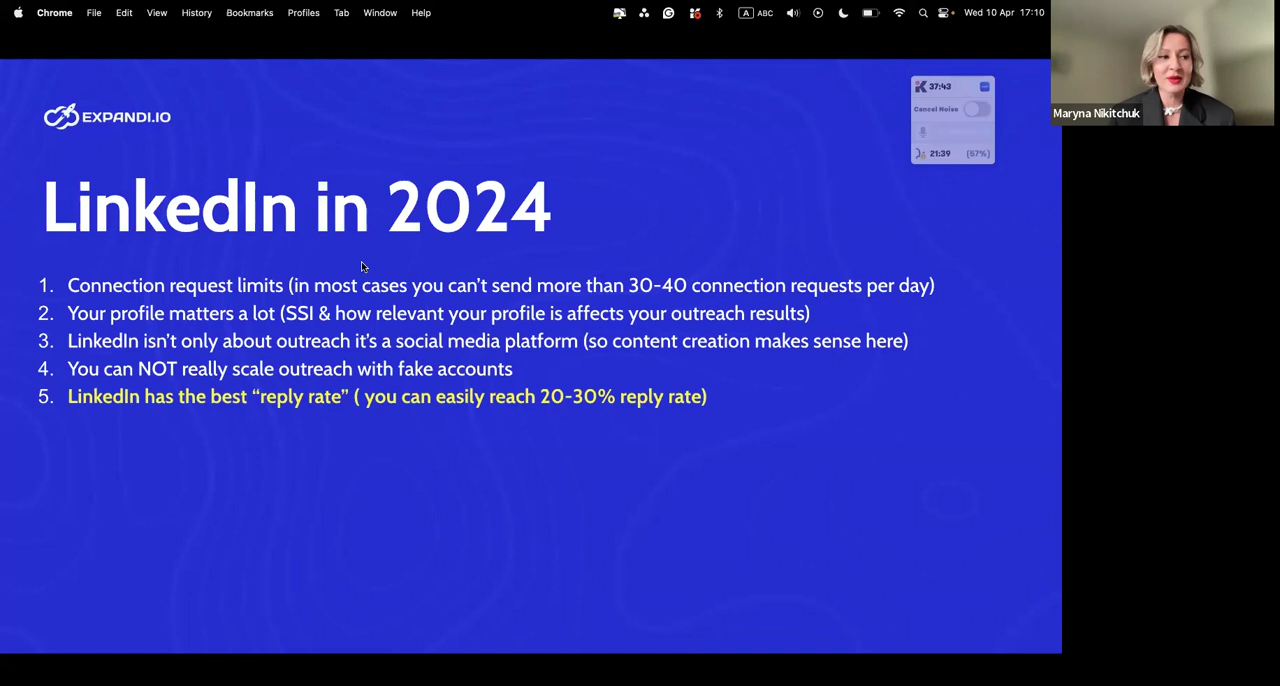 Chrome File Edit View History Bookmarks Profiles Tab Window Help A ABC Wed 10 Apr 17:10
Maryna Nikitchuk
EXPANDI.IO
37:43
Cancel Noise
21:39 (57%)
LinkedIn in 2024
1. Connection request limits (in most cases you can't send more than 30-40 connection requests per day)
2. Your profile matters a lot (SSI & how relevant your profile is affects your outreach results)
3. LinkedIn isn't only about outreach it's a social media platform (so content creation makes sense here)
4. You can NOT really scale outreach with fake accounts
5. LinkedIn has the best “reply rate” ( you can easily reach 20-30% reply rate)